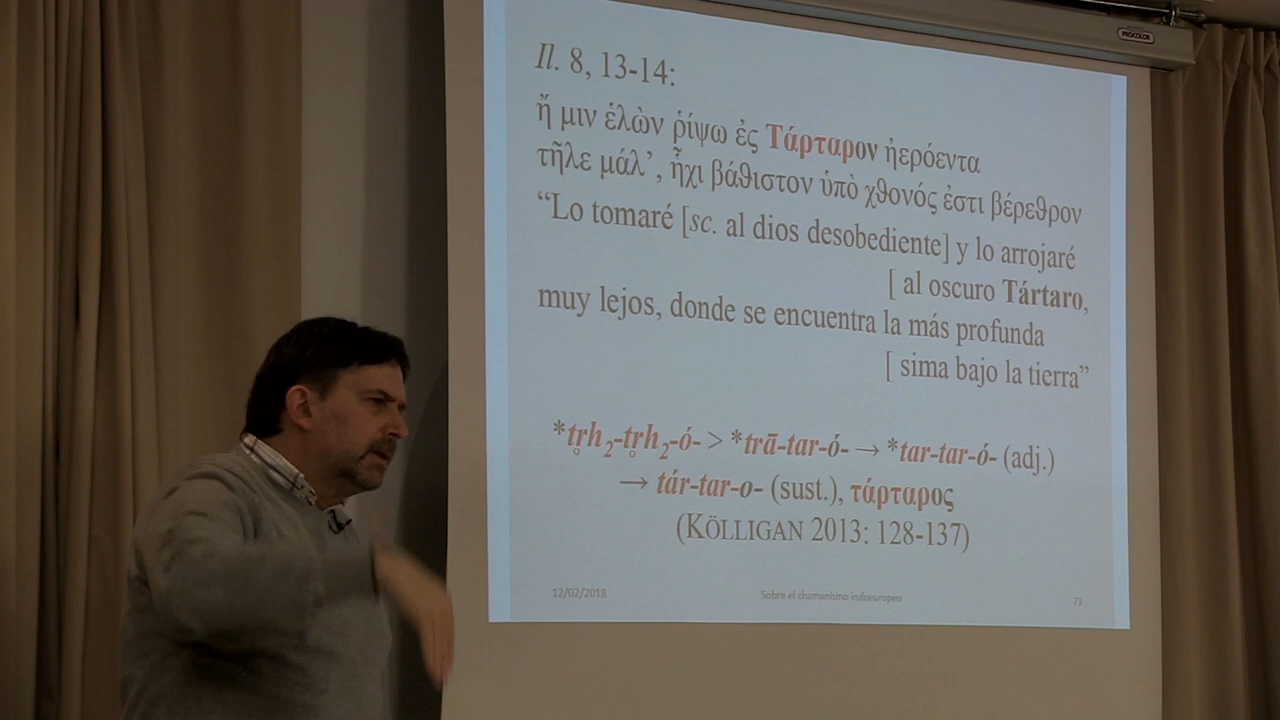 PROCOLOR
Il. 8, 13-14:
ἤ μιν ἑλὼν ῥίψω ἐς Τάρταρον ἠερόεντα
τῆλε μάλ’, ἧχι βάθιστον ὑπὸ χθονός ἐστι βέρεθρον
“Lo tomaré [sc. al dios desobediente] y lo arrojaré
[ al oscuro Tártaro,
muy lejos, donde se encuentra la más profunda
[ sima bajo la tierra”
*tr̥h₂-tr̥h₂-ó- > *trā-tar-ó- → *tar-tar-ó- (adj.)
→ tár-tar-o- (sust.), τάρταρος
(KÖLLIGAN 2013: 128-137)
12/02/2018 Sobre el chamanismo indoeuropeo 73